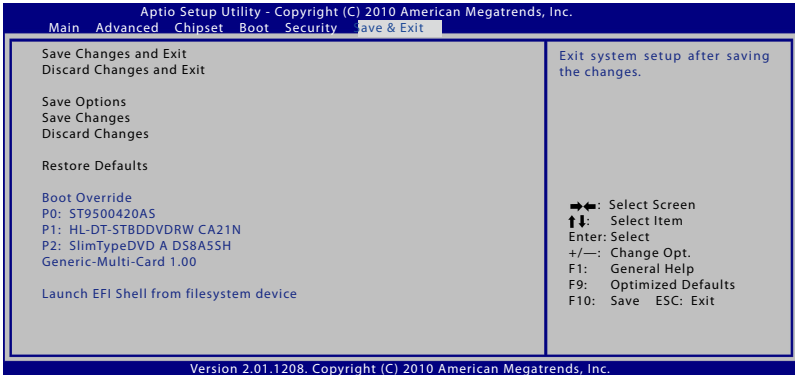 Aptio Setup Utility - Copyright (C) 2010 American Megatrends, Inc.
Main Advanced Chipset Boot Security Save & Exit
Save Changes and Exit
Discard Changes and Exit
Save Options
Save Changes
Discard Changes
Restore Defaults
Boot Override
P0: ST9500420AS
P1: HL-DT-STBDDVDRW CA21N
P2: SlimTypeDVD A DS8A5SH
Generic-Multi-Card 1.00
Launch EFI Shell from filesystem device
Exit system setup after saving
the changes.
➡⬅: Select Screen
⬆⬇: Select Item
Enter: Select
+/—: Change Opt.
F1: General Help
F9: Optimized Defaults
F10: Save ESC: Exit
Version 2.01.1208. Copyright (C) 2010 American Megatrends, Inc.